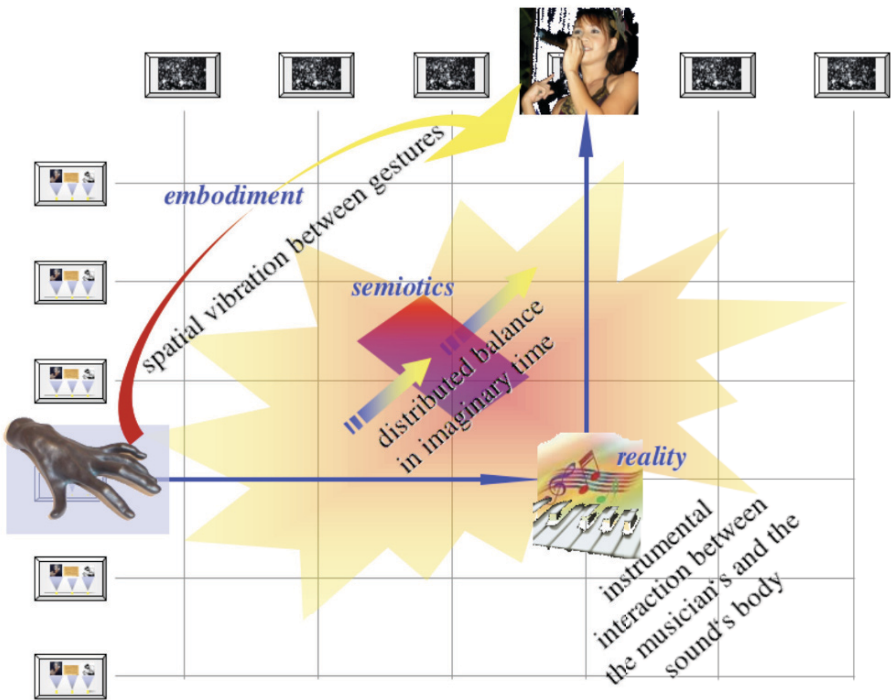 embodiment
spatial vibration between gestures
semiotics
distributed balance
in imaginary time
reality
instrumental
interaction between
the musician's and the
sound's body